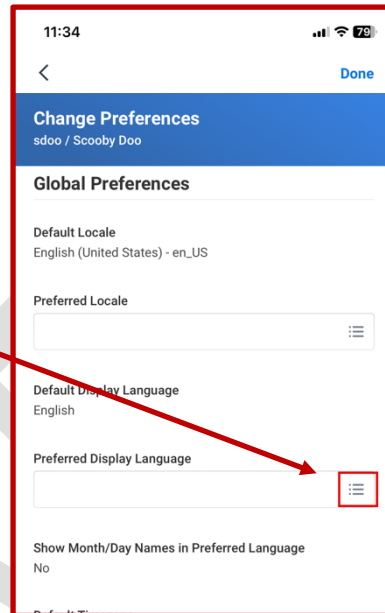 11:34
79
Done
Change Preferences
sdoo / Scooby Doo
Global Preferences
Default Locale
English (United States) - en_US
Preferred Locale
Default Display Language
English
Preferred Display Language
Show Month/Day Names in Preferred Language
No